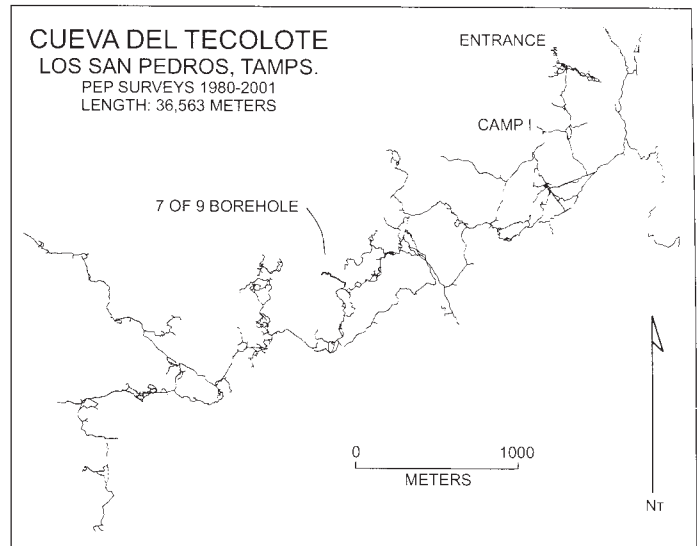 CUEVA DEL TECOLOTE
LOS SAN PEDROS, TAMPS.
PEP SURVEYS 1980-2001
LENGTH: 36,563 METERS
ENTRANCE
CAMP I
7 OF 9 BOREHOLE
0 1000
METERS
NT